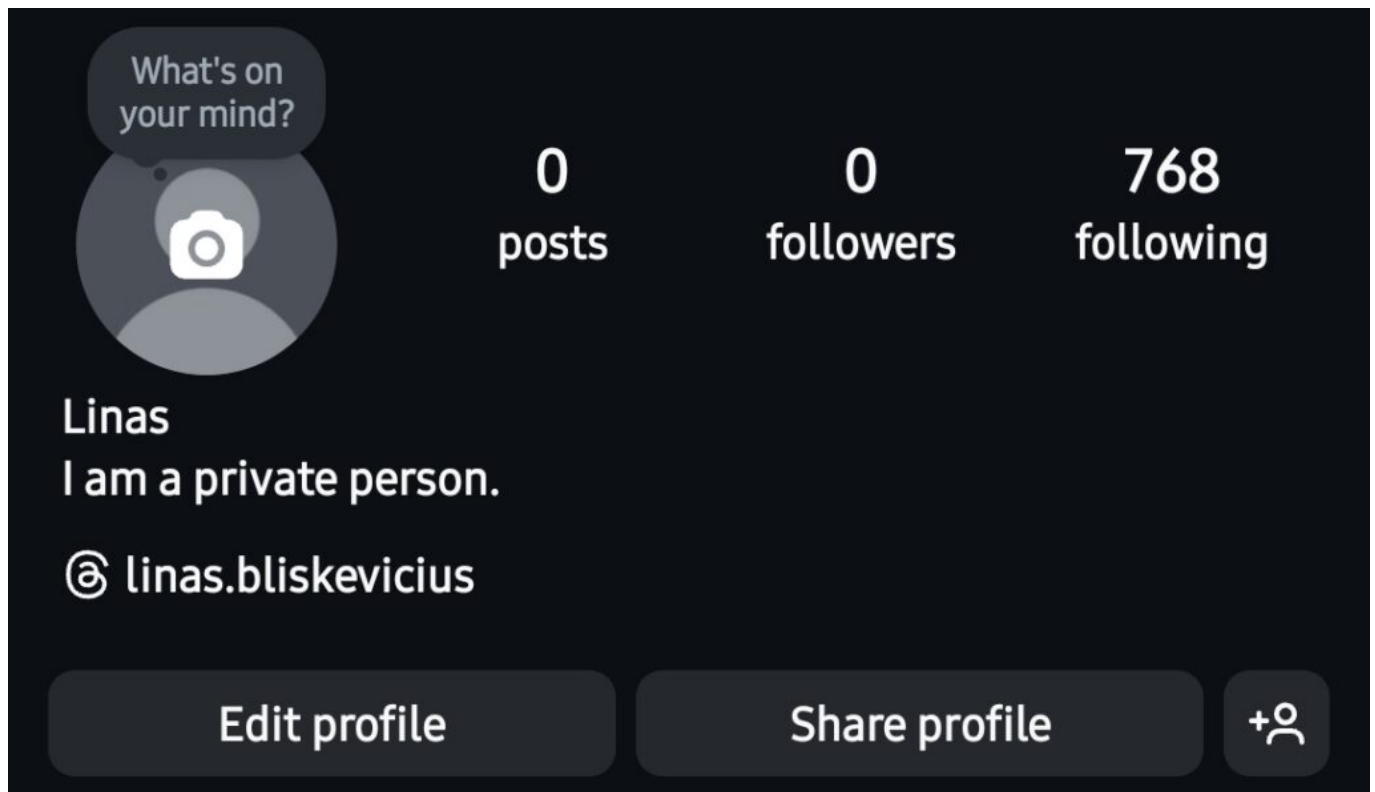 What's on
your mind?
0 0 768
posts followers following
Linas
I am a private person.
linas.bliskevicius
Edit profile Share profile